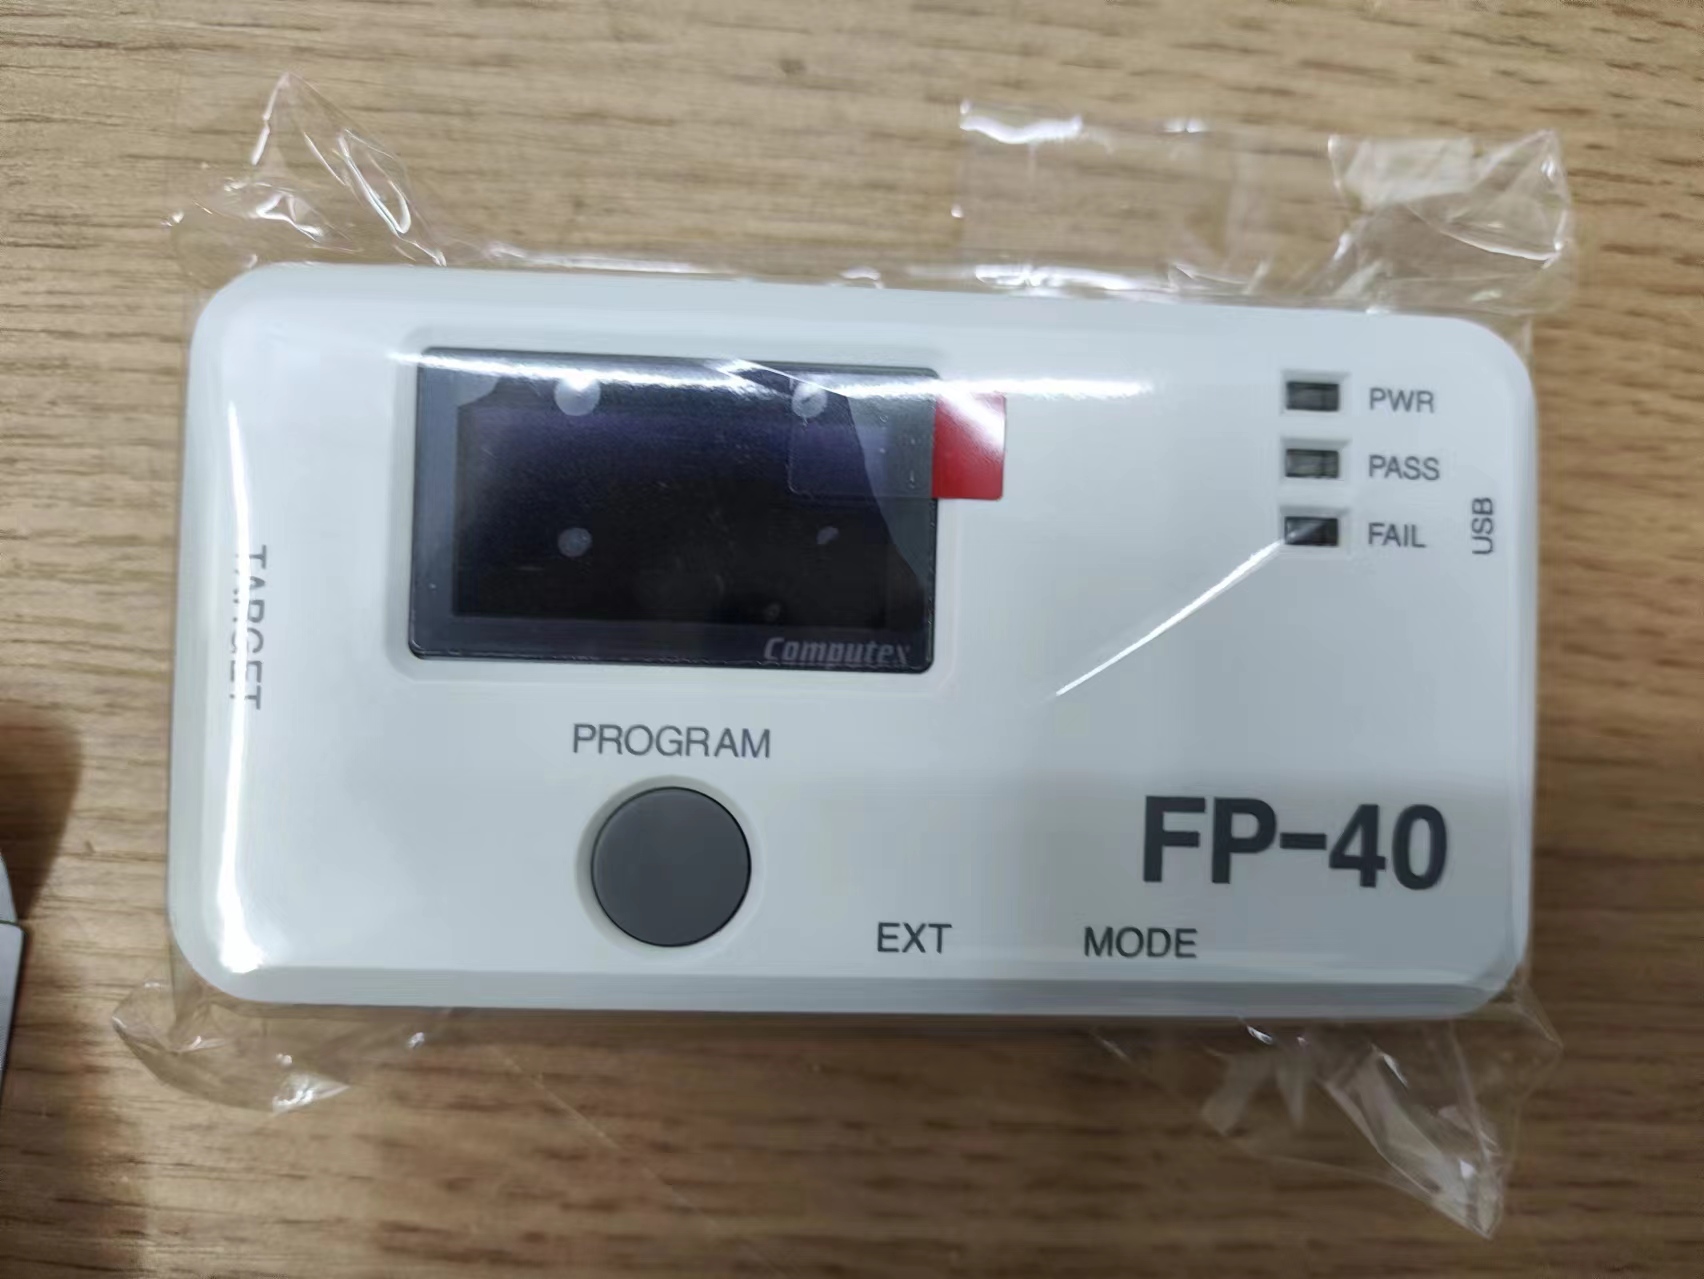 PWR
PASS
FAIL
USB
TARGET
Computex
PROGRAM
FP-40
EXT
MODE